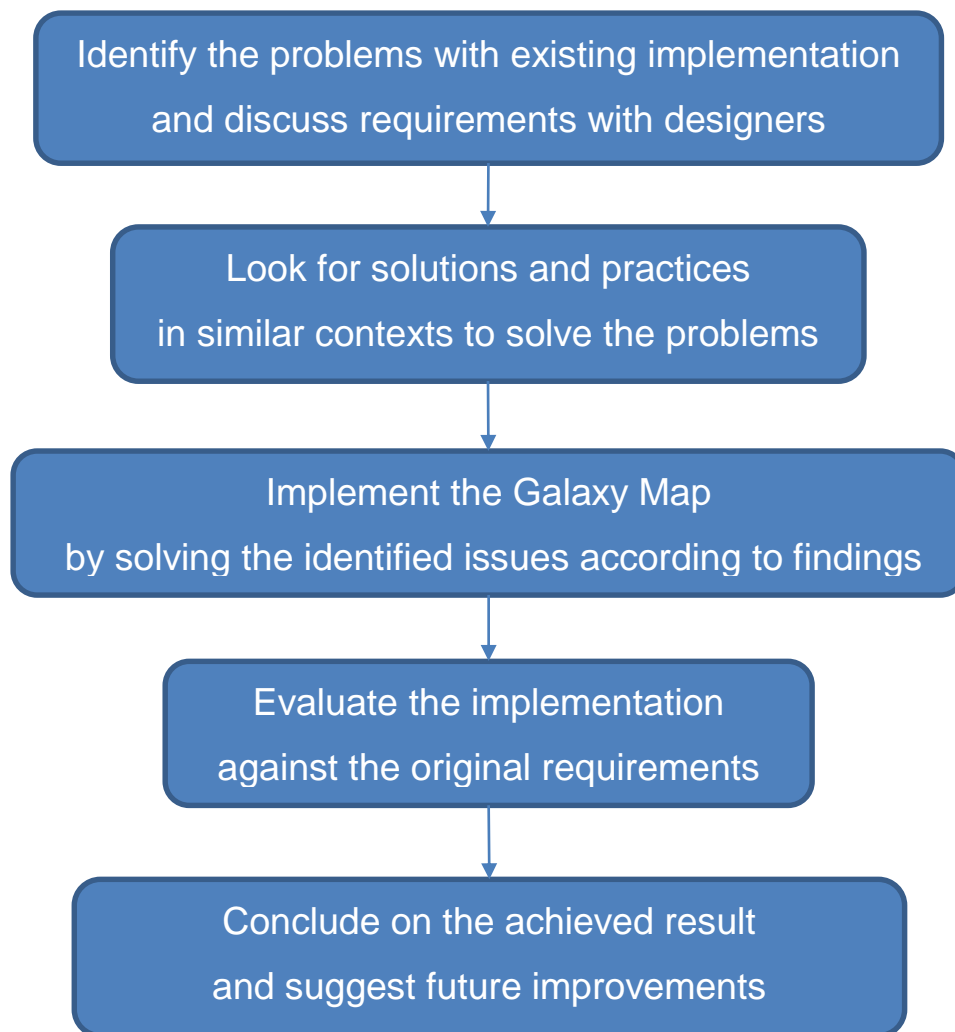 Identify the problems with existing implementation
and discuss requirements with designers
Look for solutions and practices
in similar contexts to solve the problems
Implement the Galaxy Map
by solving the identified issues according to findings
Evaluate the implementation
against the original requirements
Conclude on the achieved result
and suggest future improvements